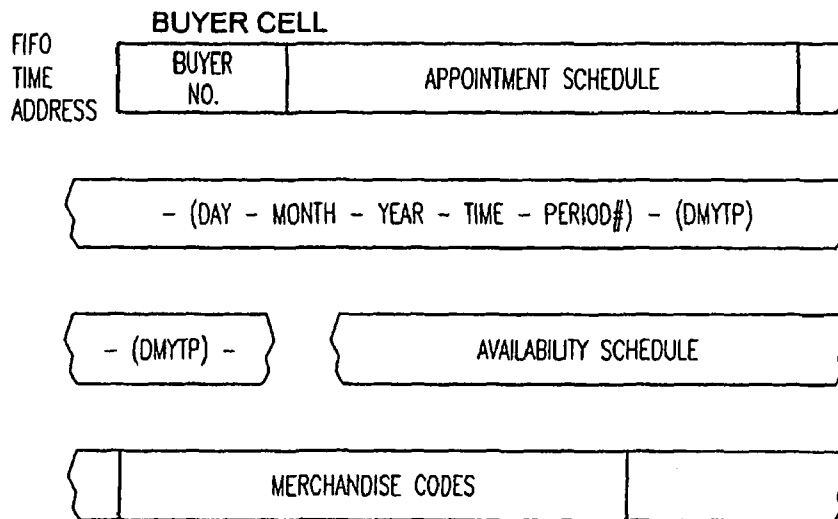 BUYER CELL
FIFO
TIME
ADDRESS
BUYER
NO.
APPOINTMENT SCHEDULE
- (DAY - MONTH - YEAR - TIME - PERIOD#) - (DMYTP)
- (DMYTP) -
AVAILABILITY SCHEDULE
MERCHANDISE CODES